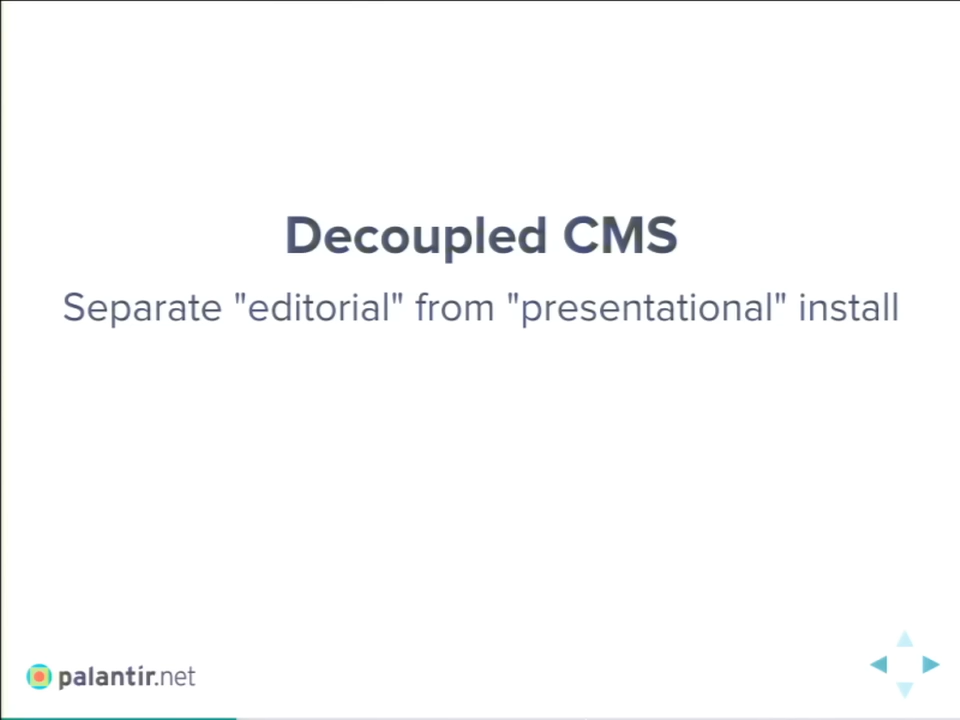 Decoupled CMS
Separate "editorial" from "presentational" install
palantir.net